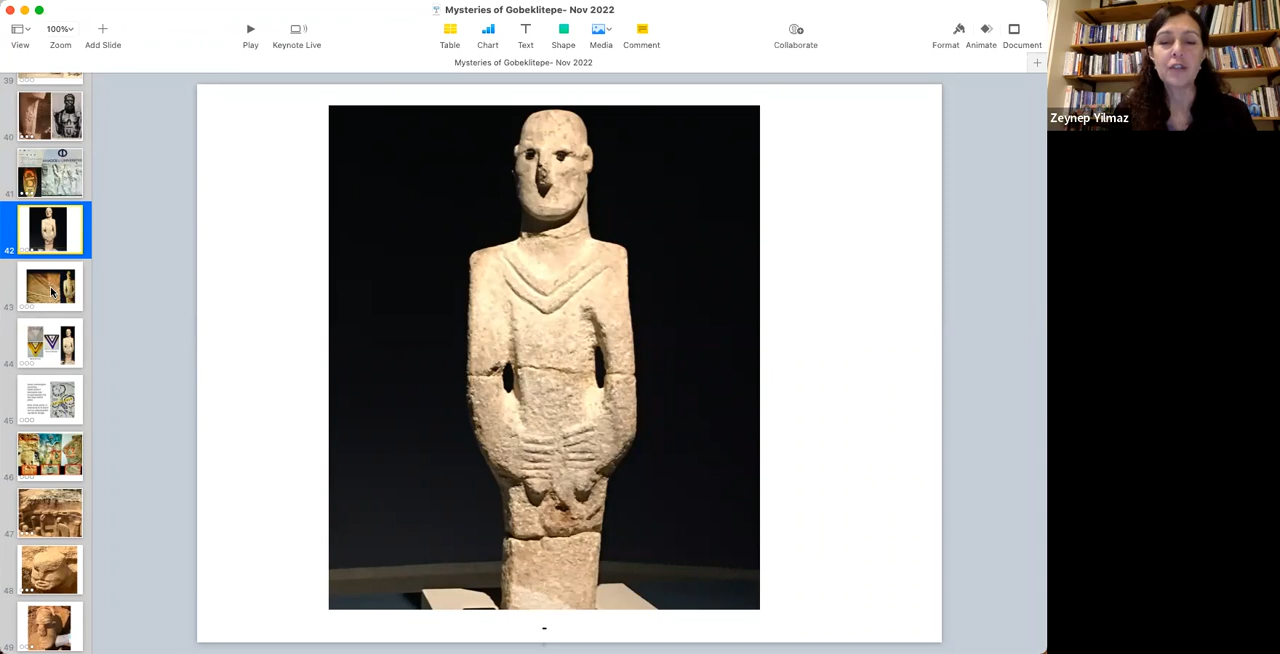 Mysteries of Gobeklitepe- Nov 2022
100%
View
Zoom
Add Slide
Play
Keynote Live
Table
Chart
Text
Shape
Media
Comment
Collaborate
Format
Animate
Document
Mysteries of Gobeklitepe- Nov 2022
Zeynep Yilmaz
39
40
41
42
43
44
45
46
47
48
49
-